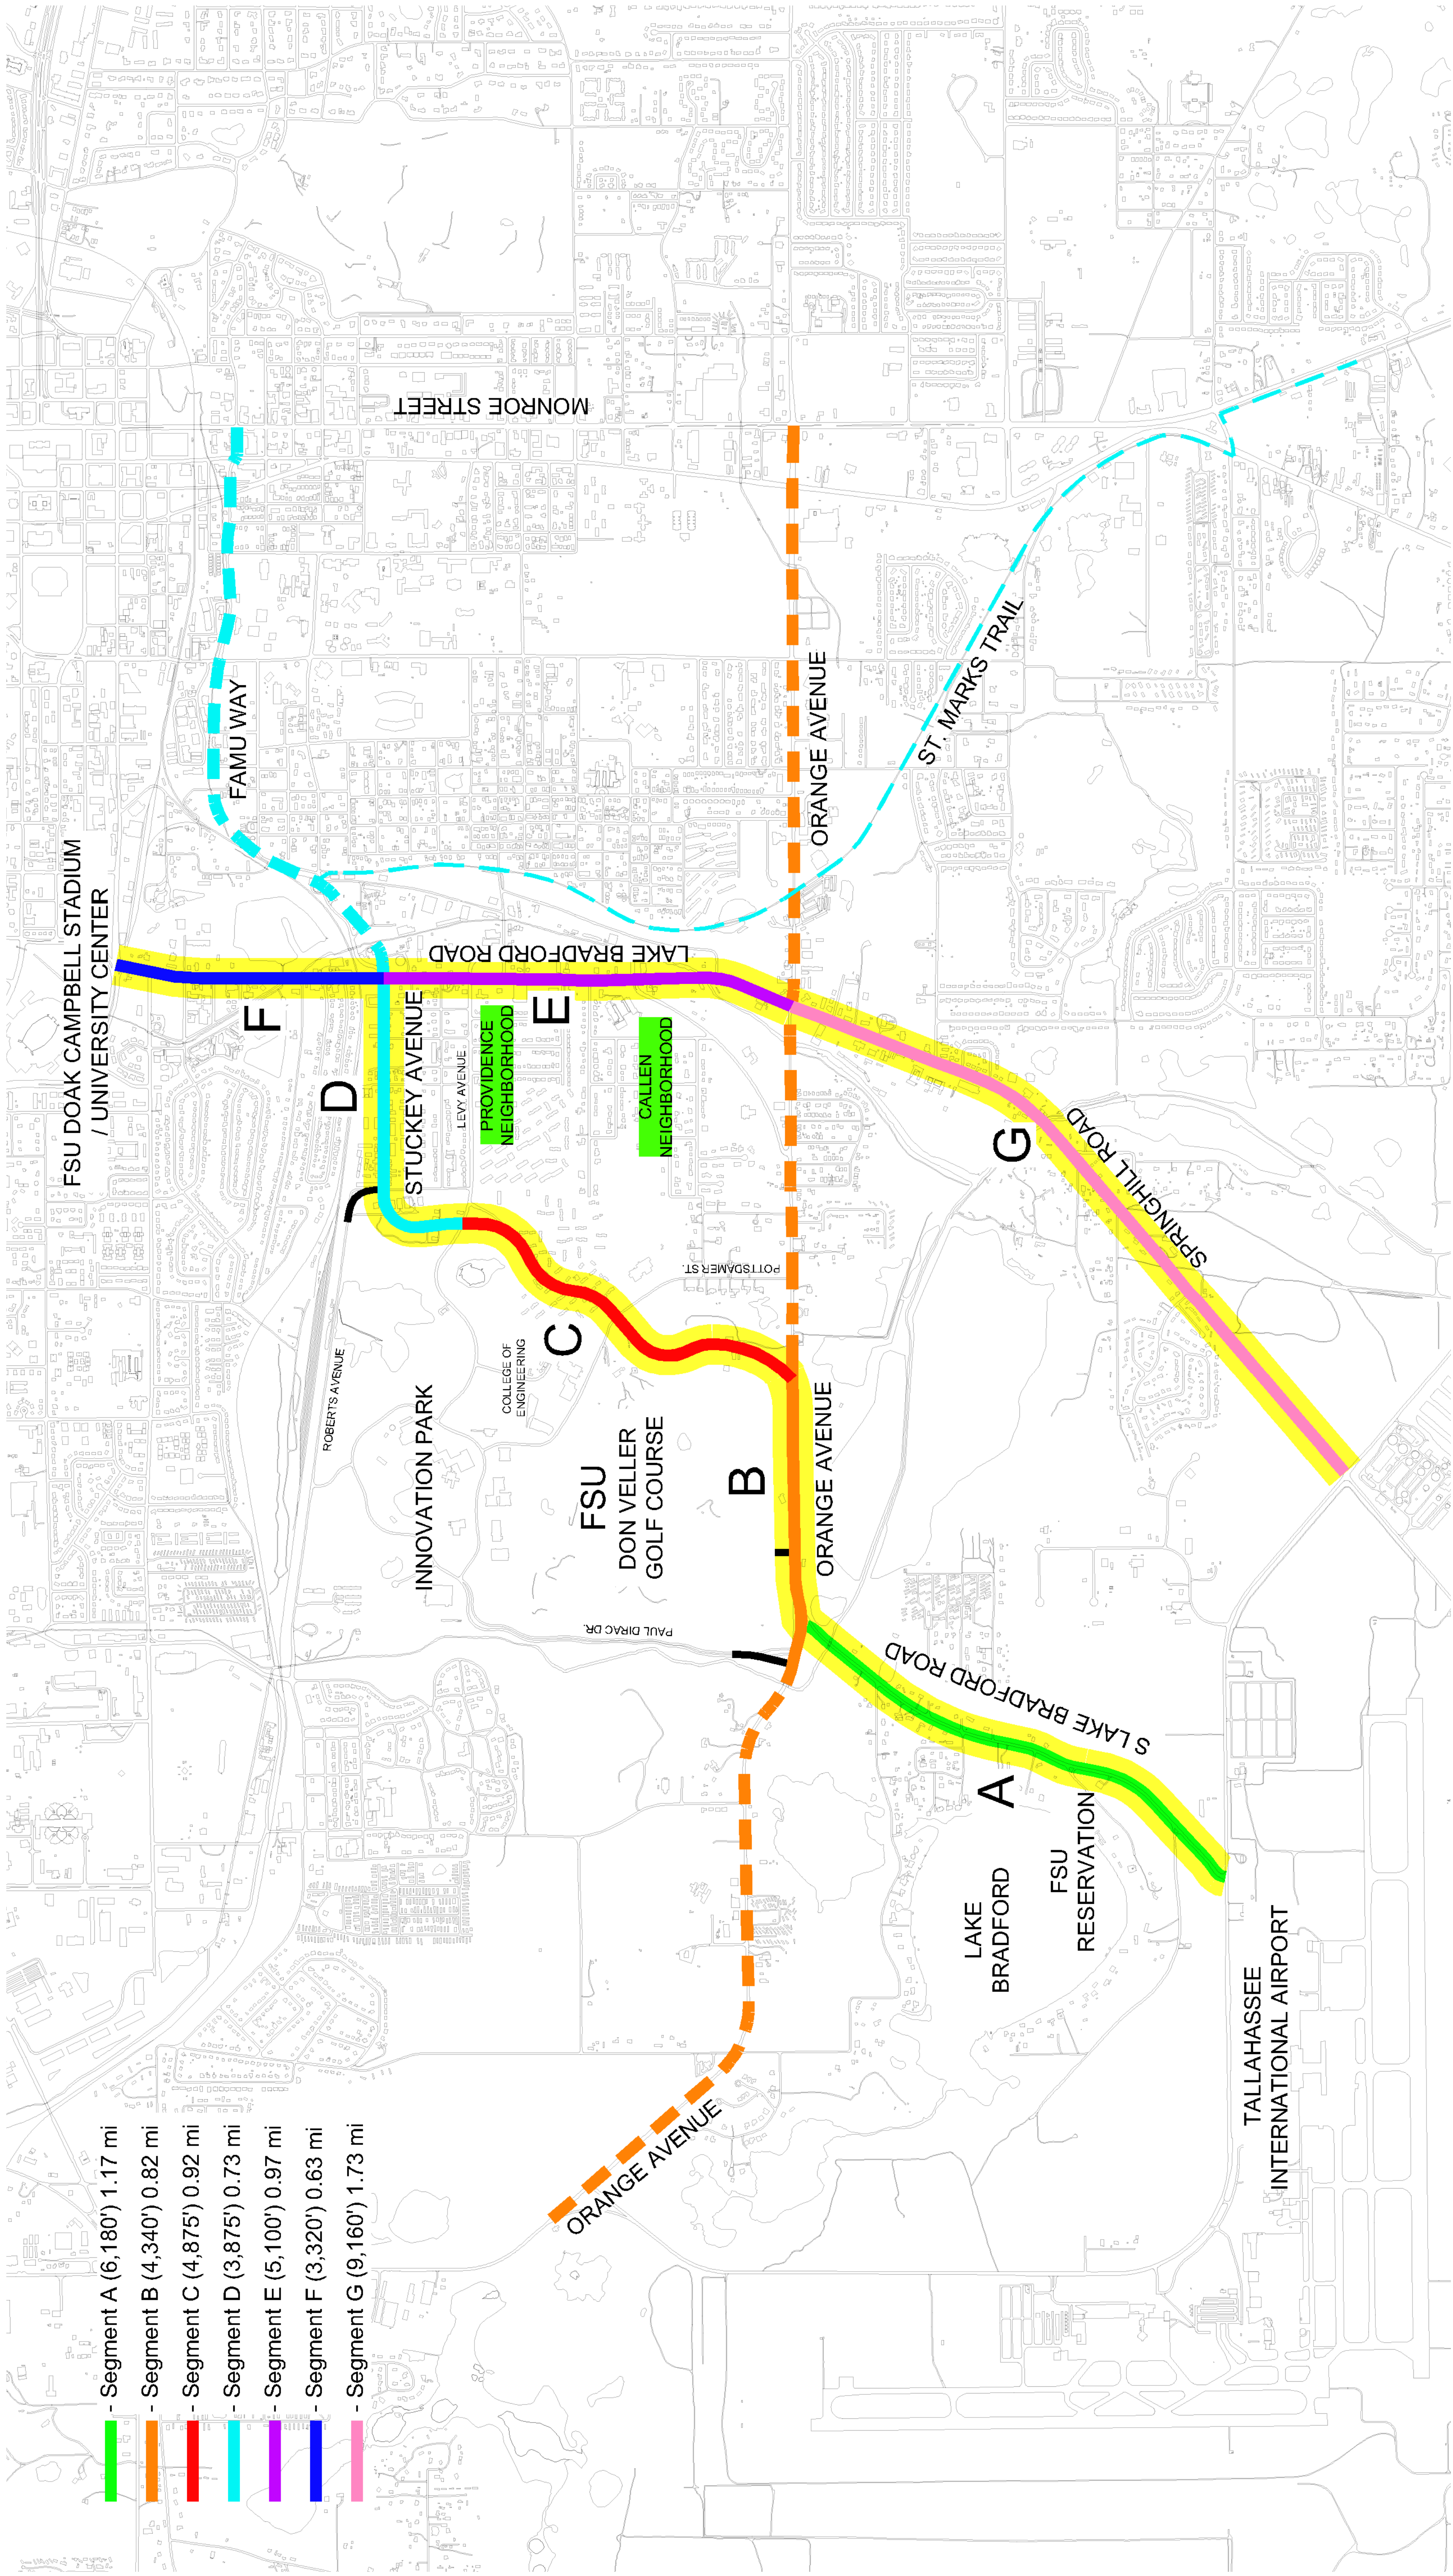 - Segment A (6,180') 1.17 mi
- Segment B (4,340') 0.82 mi
- Segment C (4,875') 0.92 mi
- Segment D (3,875') 0.73 mi
- Segment E (5,100') 0.97 mi
- Segment F (3,320') 0.63 mi
- Segment G (9,160') 1.73 mi
FSU DOAK CAMPBELL STADIUM
/ UNIVERSITY CENTER
F
FAMU WAY
D
STUCKEY AVENUE
LAKE BRADFORD ROAD
MONROE STREET
ROBERTS AVENUE
LEVY AVENUE
PROVIDENCE
NEIGHBORHOOD
E
INNOVATION PARK
COLLEGE OF
ENGINEERING
C
CALLEN
NEIGHBORHOOD
FSU
DON VELLER
GOLF COURSE
PAUL DIRAC DR.
POTTSDAMER ST.
B
ORANGE AVENUE
ORANGE AVENUE
ORANGE AVENUE
ST. MARKS TRAIL
S LAKE BRADFORD ROAD
A
G
SPRINGHILL ROAD
LAKE
BRADFORD
FSU
RESERVATION
TALLAHASSEE
INTERNATIONAL AIRPORT